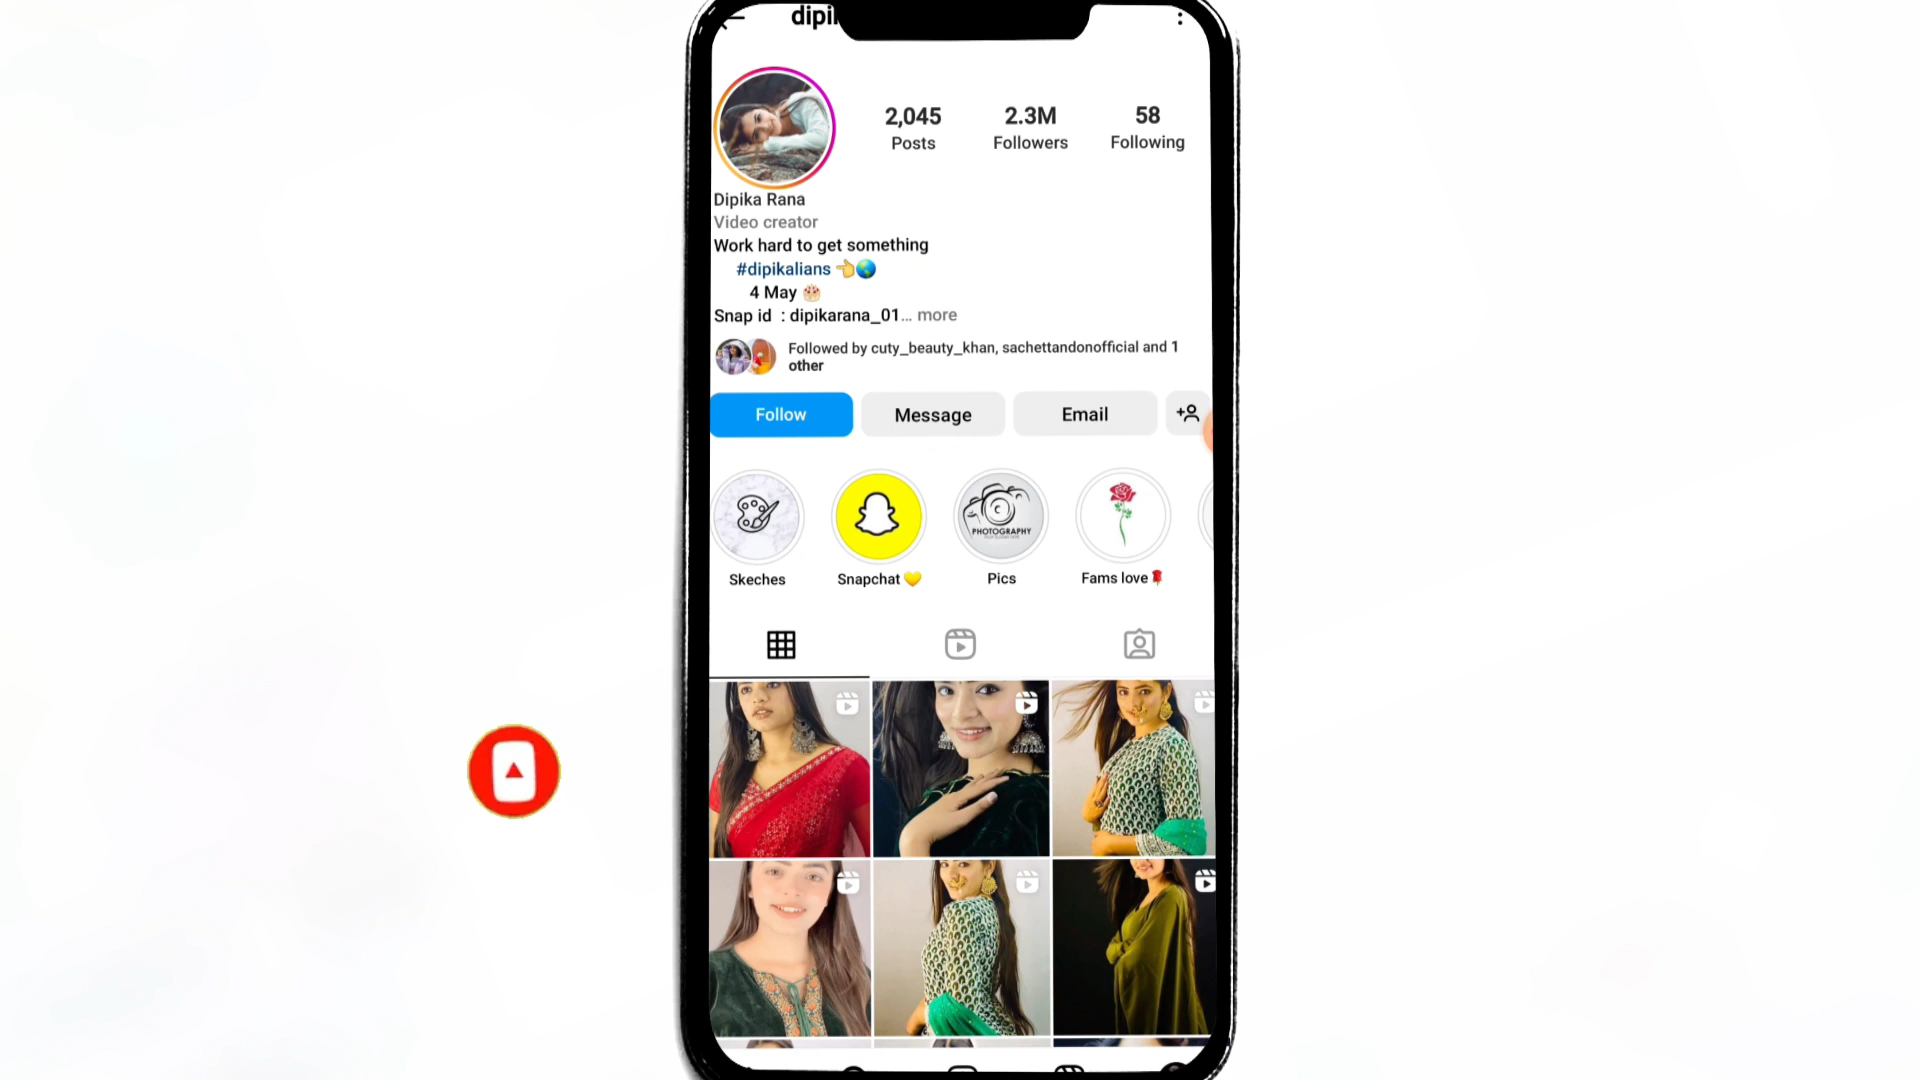 dipi
2,045 2.3M 58
Posts Followers Following
Dipika Rana
Video creator
Work hard to get something
#dipikalians 👈🌏
4 May 🎂
Snap id : dipikarana_01... more
Followed by cuty_beauty_khan, sachettandonofficial and 1
other
Follow Message Email
PHOTOGRAPHY
Skeches Snapchat 💛 Pics Fams love🌹